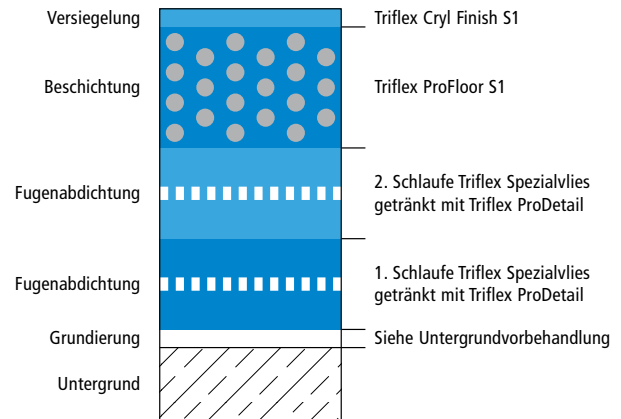 Versiegelung
Triflex Cryl Finish S1
Beschichtung
Triflex ProFloor S1
Fugenabdichtung
2. Schlaufe Triflex Spezialvlies
getränkt mit Triflex ProDetail
Fugenabdichtung
1. Schlaufe Triflex Spezialvlies
getränkt mit Triflex ProDetail
Grundierung
Siehe Untergrundvorbehandlung
Untergrund